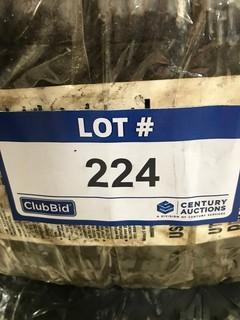 LOT #
224
ClubBid
CENTURY
AUCTIONS
A DIVISION OF CENTURY SERVICES